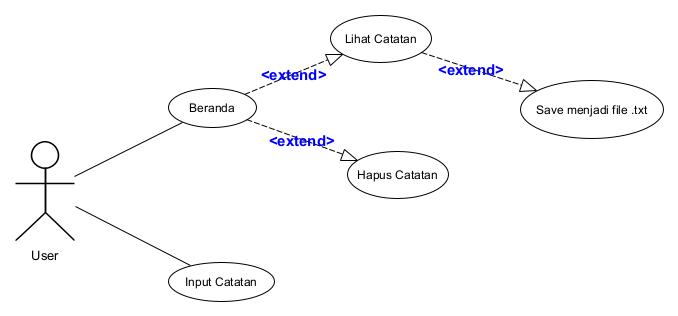 Lihat Catatan
<extend>
<extend>
Save menjadi file .txt
Beranda
<extend>
Hapus Catatan
User
Input Catatan